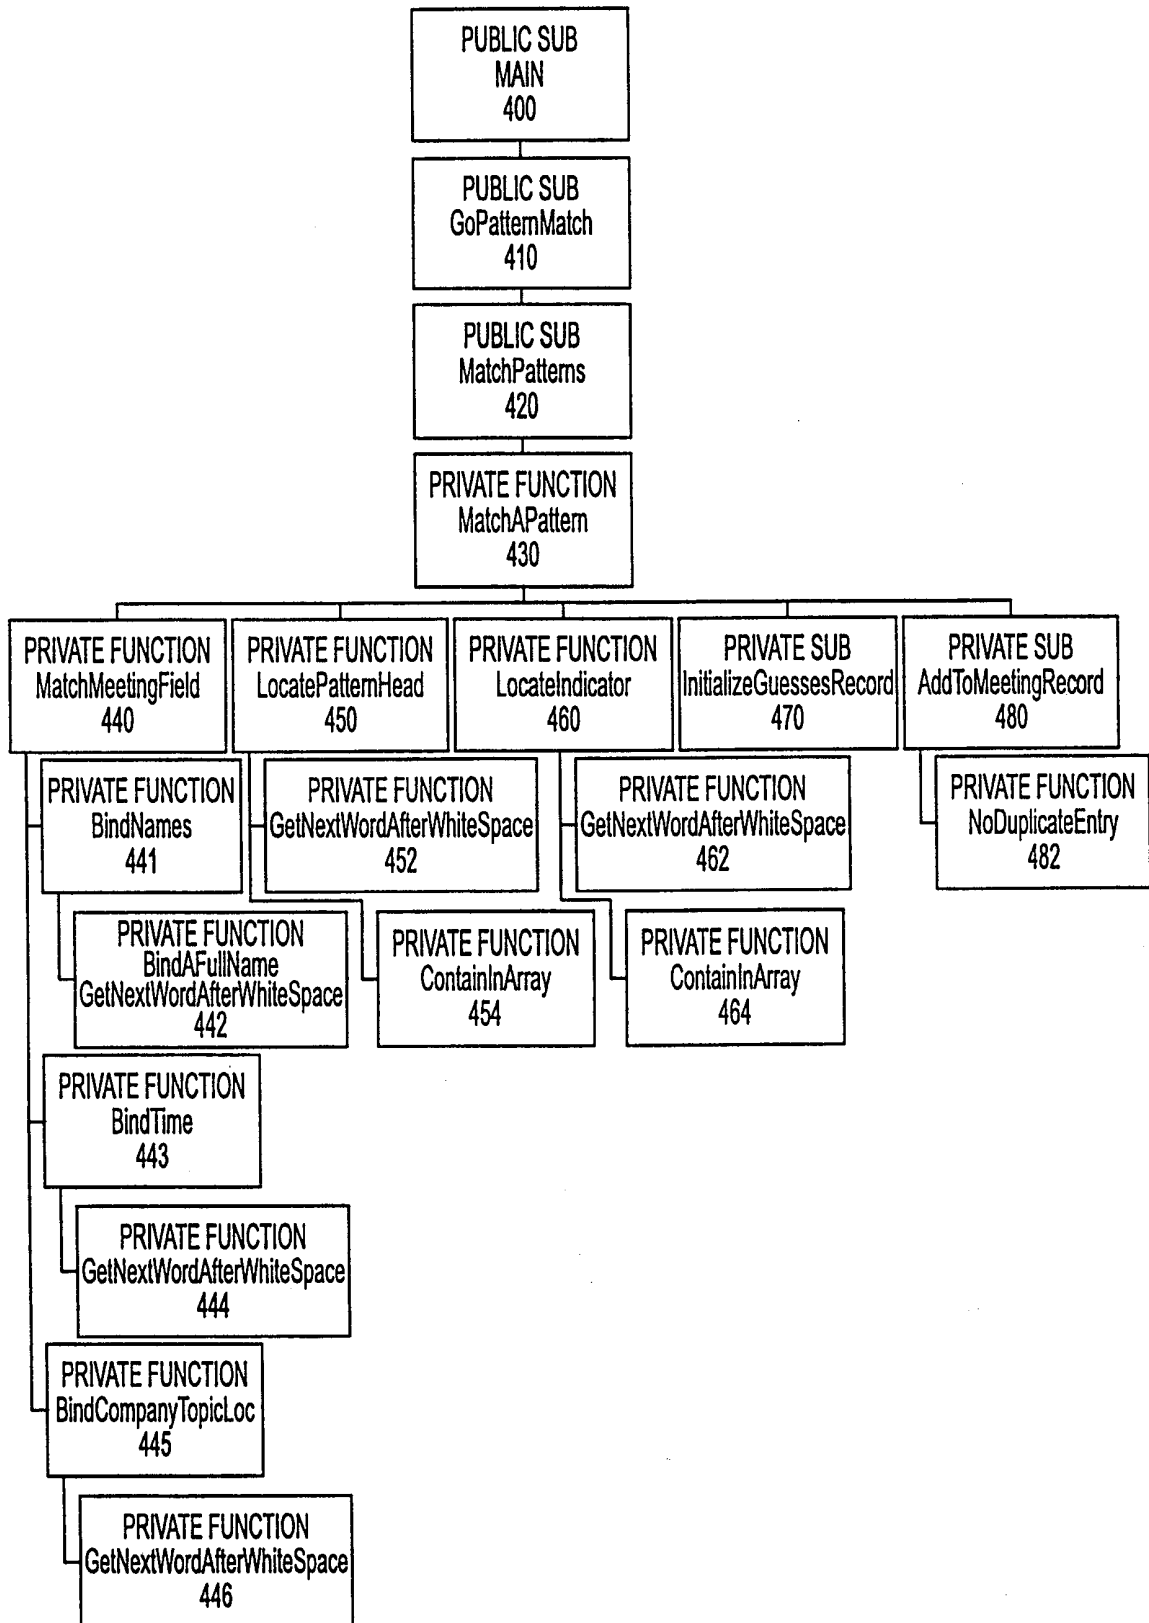 PUBLIC SUB
MAIN
400
PUBLIC SUB
GoPatternMatch
410
PUBLIC SUB
MatchPatterns
420
PRIVATE FUNCTION
MatchAPattern
430
PRIVATE FUNCTION
MatchMeetingField
440
PRIVATE FUNCTION
LocatePatternHead
450
PRIVATE FUNCTION
LocateIndicator
460
PRIVATE SUB
InitializeGuessesRecord
470
PRIVATE SUB
AddToMeetingRecord
480
PRIVATE FUNCTION
BindNames
441
PRIVATE FUNCTION
GetNextWordAfterWhiteSpace
452
PRIVATE FUNCTION
GetNextWordAfterWhiteSpace
462
PRIVATE FUNCTION
NoDuplicateEntry
482
PRIVATE FUNCTION
BindAFullName
GetNextWordAfterWhiteSpace
442
PRIVATE FUNCTION
ContainInArray
454
PRIVATE FUNCTION
ContainInArray
464
PRIVATE FUNCTION
BindTime
443
PRIVATE FUNCTION
GetNextWordAfterWhiteSpace
444
PRIVATE FUNCTION
BindCompanyTopicLoc
445
PRIVATE FUNCTION
GetNextWordAfterWhiteSpace
446